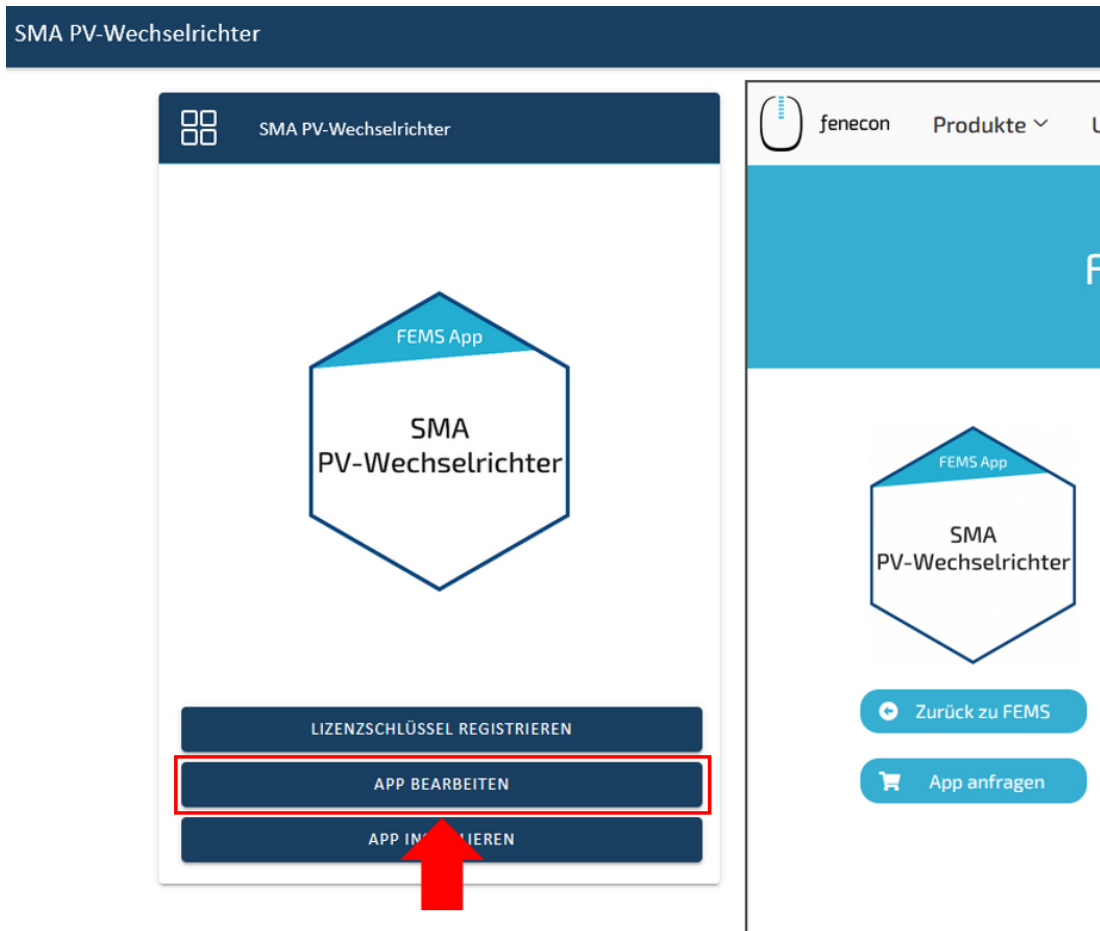 SMA PV-Wechselrichter
SMA PV-Wechselrichter
FEMS App
SMA
PV-Wechselrichter
LIZENZSCHLÜSSEL REGISTRIEREN
APP BEARBEITEN
APP
fenecon
Produkte
FEMS App
SMA
PV-Wechselrichter
Zurück zu FEMS
App anfragen